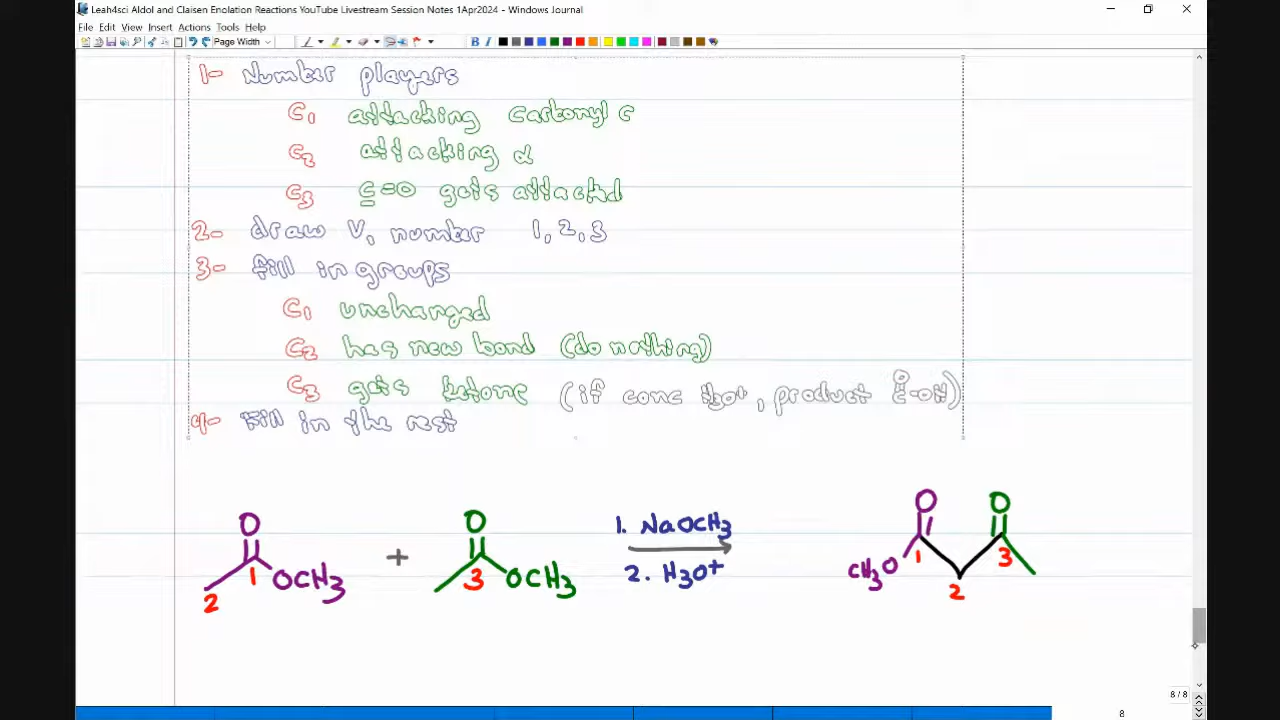 Leah4sci Aldol and Claisen Enolation Reactions YouTube Livestream Session Notes 1Apr2024 - Windows Journal
File Edit View Insert Actions Tools Help
Page Width B I
1- Number players
C1 attacking carbonyl c
C2 attacking α
C3 C=O gets attacked
2- draw V, number 1, 2, 3
3- fill in groups
C1 unchanged
C2 has new bond (do nothing)
C3 gets ketone (if conc H3O+, product C-OH)
O
4- Fill in the rest
O O 1. NaOCH3 O O
+ 2. H3O+
1 OCH3 3 OCH3 CH3O 1 3
2 2
8 / 8
8